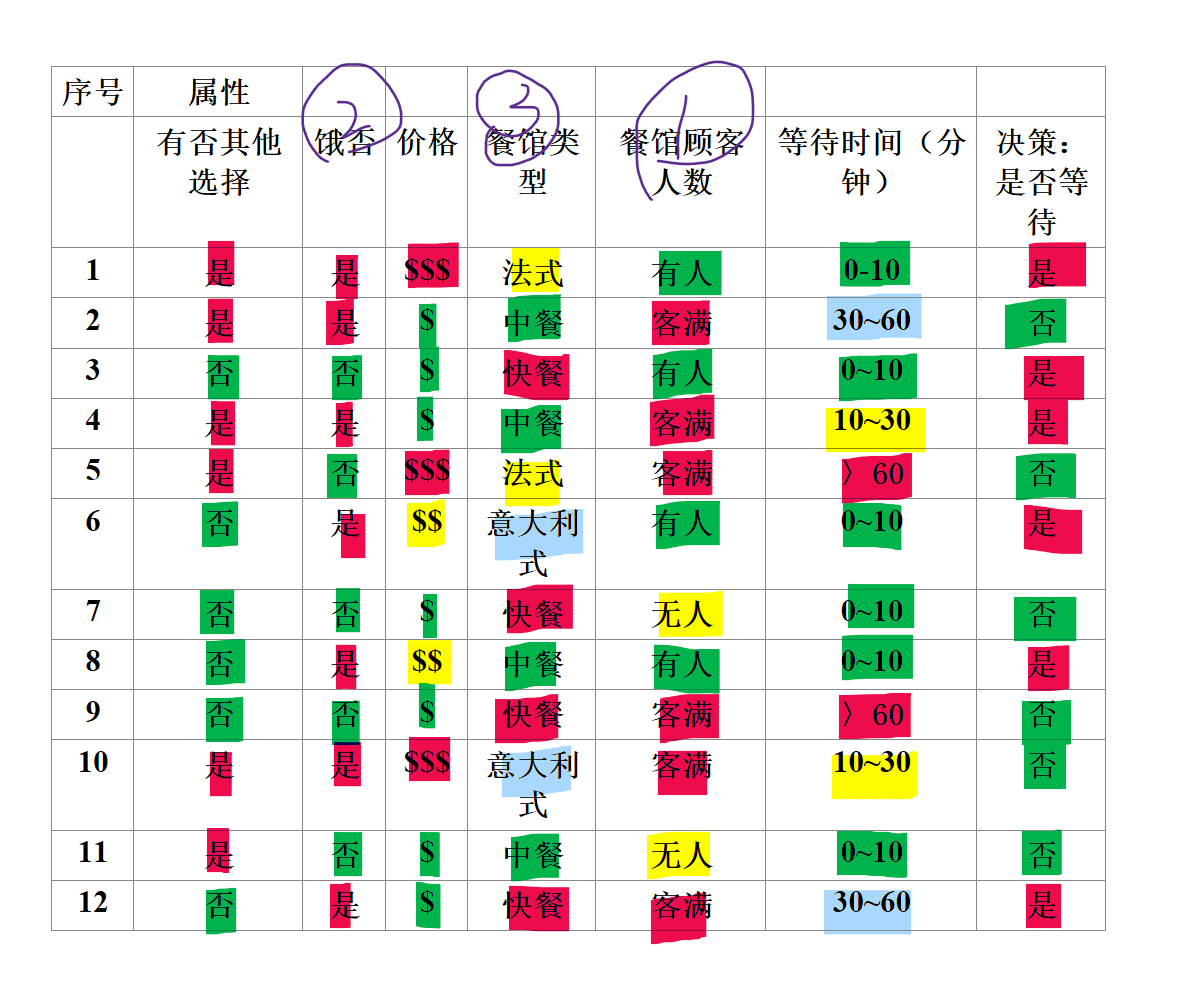 序号 属性
有否其他选择 饿否 价格 餐馆类型 餐馆顾客人数 等待时间（分钟） 决策：是否等待
2 3 1
1 是 是 $$$ 法式 有人 0-10 是
2 是 是 $ 中餐 客满 30~60 否
3 否 否 $ 快餐 有人 0~10 是
4 是 是 $ 中餐 客满 10~30 是
5 是 否 $$$ 法式 客满 〉60 否
6 否 是 $$ 意大利式 有人 0~10 是
7 否 否 $ 快餐 无人 0~10 否
8 否 是 $$ 中餐 有人 0~10 是
9 否 否 $ 快餐 客满 〉60 否
10 是 是 $$$ 意大利式 客满 10~30 否
11 是 否 $ 中餐 无人 0~10 否
12 否 是 $ 快餐 客满 30~60 是